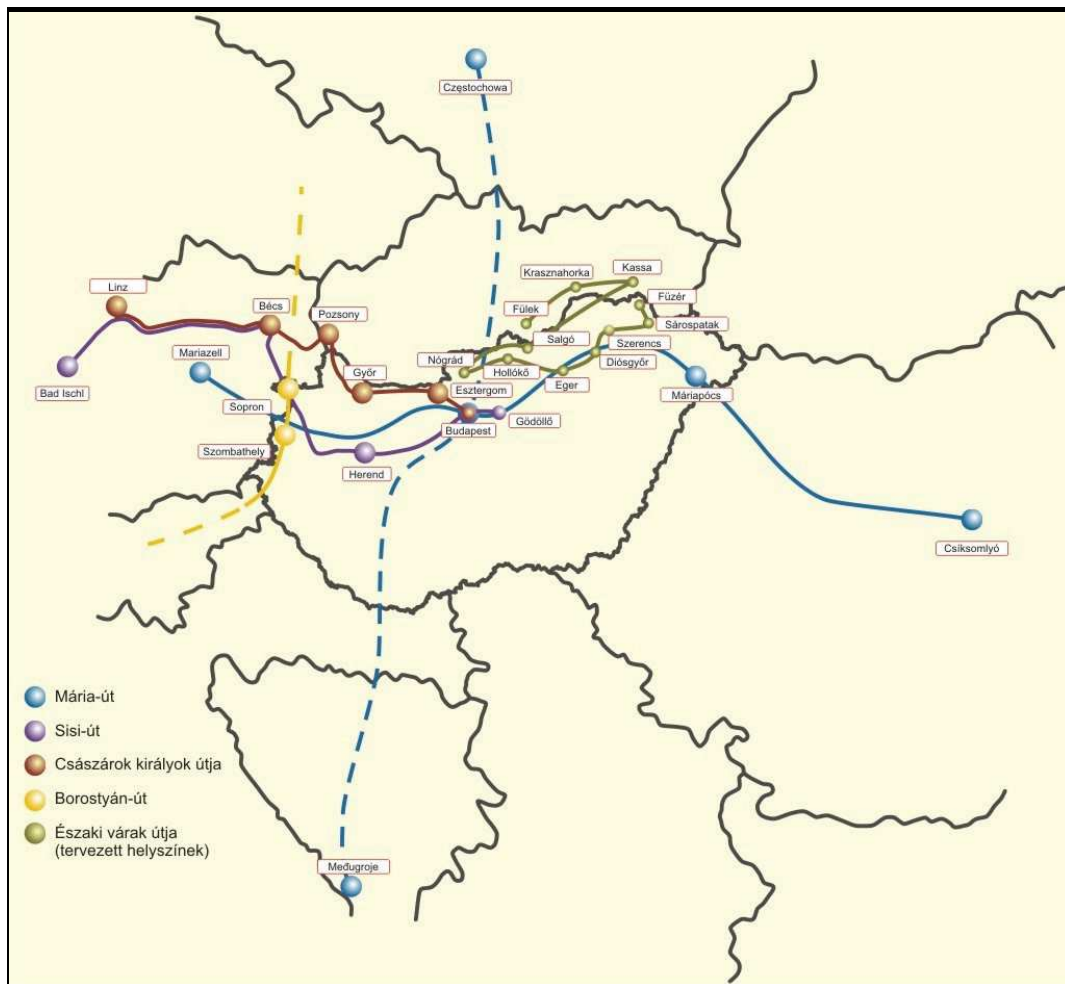 Częstochowa
Krasznahorka
Kassa
Linz
Füzér
Bécs
Pozsony
Fülek
Sárospatak
Salgó
Szerencs
Mariazell
Nógrád
Diósgyőr
Győr
Hollókő
Bad Ischl
Esztergom
Eger
Máriapócs
Sopron
Gödöllő
Budapest
Szombathely
Herend
Csíksomlyó
Mária-út
Sisi-út
Császárok királyok útja
Borostyán-út
Északi várak útja
(tervezett helyszínek)
Međugroje